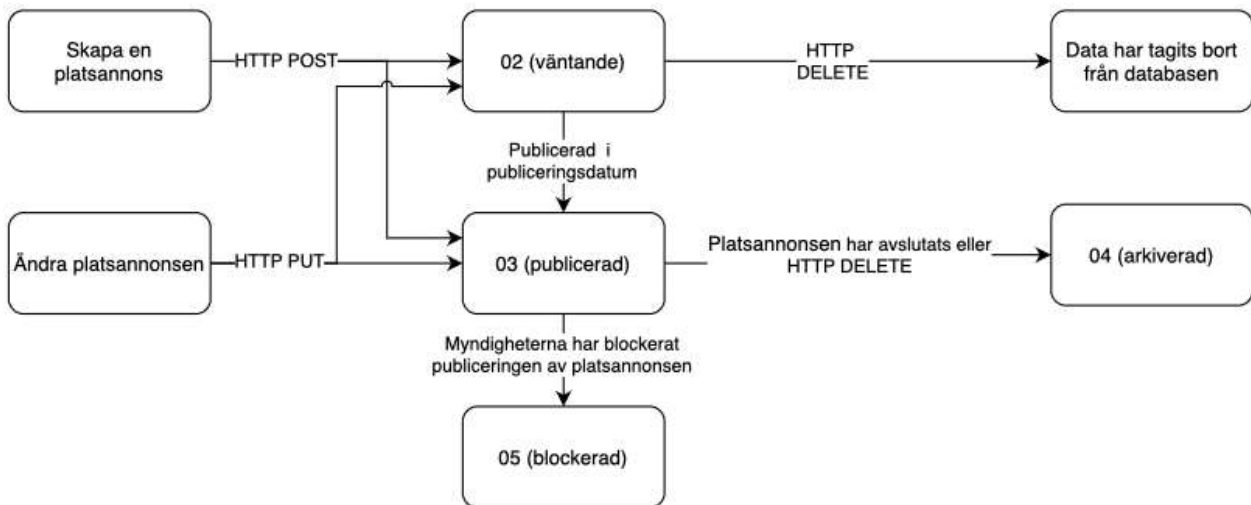 Skapa en
platsannons
HTTP POST
02 (väntande)
HTTP
DELETE
Data har tagits bort
från databasen
Publicerad i
publiceringsdatum
Ändra platsannonsen
HTTP PUT
03 (publicerad)
Platsannonsen har avslutats eller
HTTP DELETE
04 (arkiverad)
Myndigheterna har blockerat
publiceringen av platsannonsen
05 (blockerad)